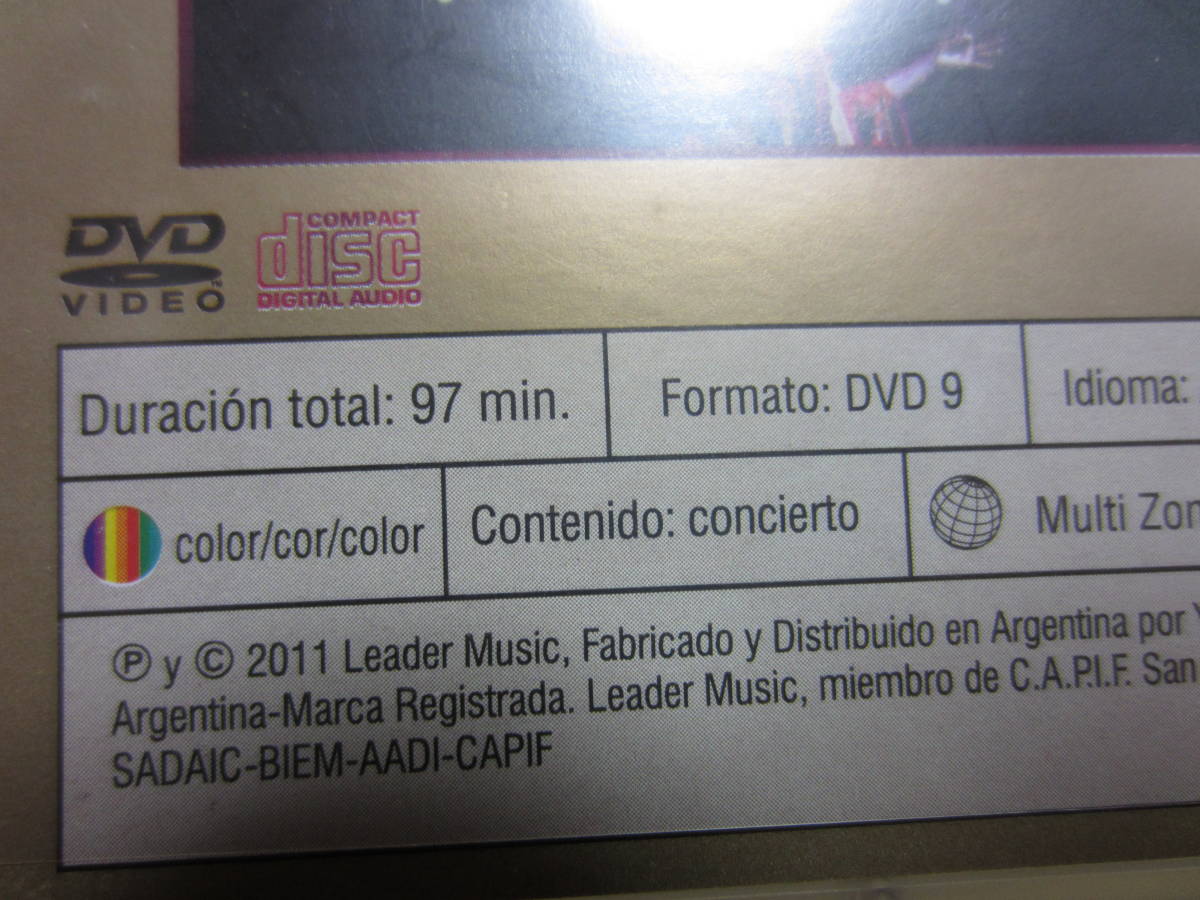 DVD
VIDEO
COMPACT
disc
DIGITAL AUDIO
Duración total: 97 min.
Formato: DVD 9
Idioma:
color/cor/color
Contenido: concierto
Multi Zon
Ⓟ y © 2011 Leader Music, Fabricado y Distribuido en Argentina por
Argentina-Marca Registrada. Leader Music, miembro de C.A.P.I.F. San
SADAIC-BIEM-AADI-CAPIF